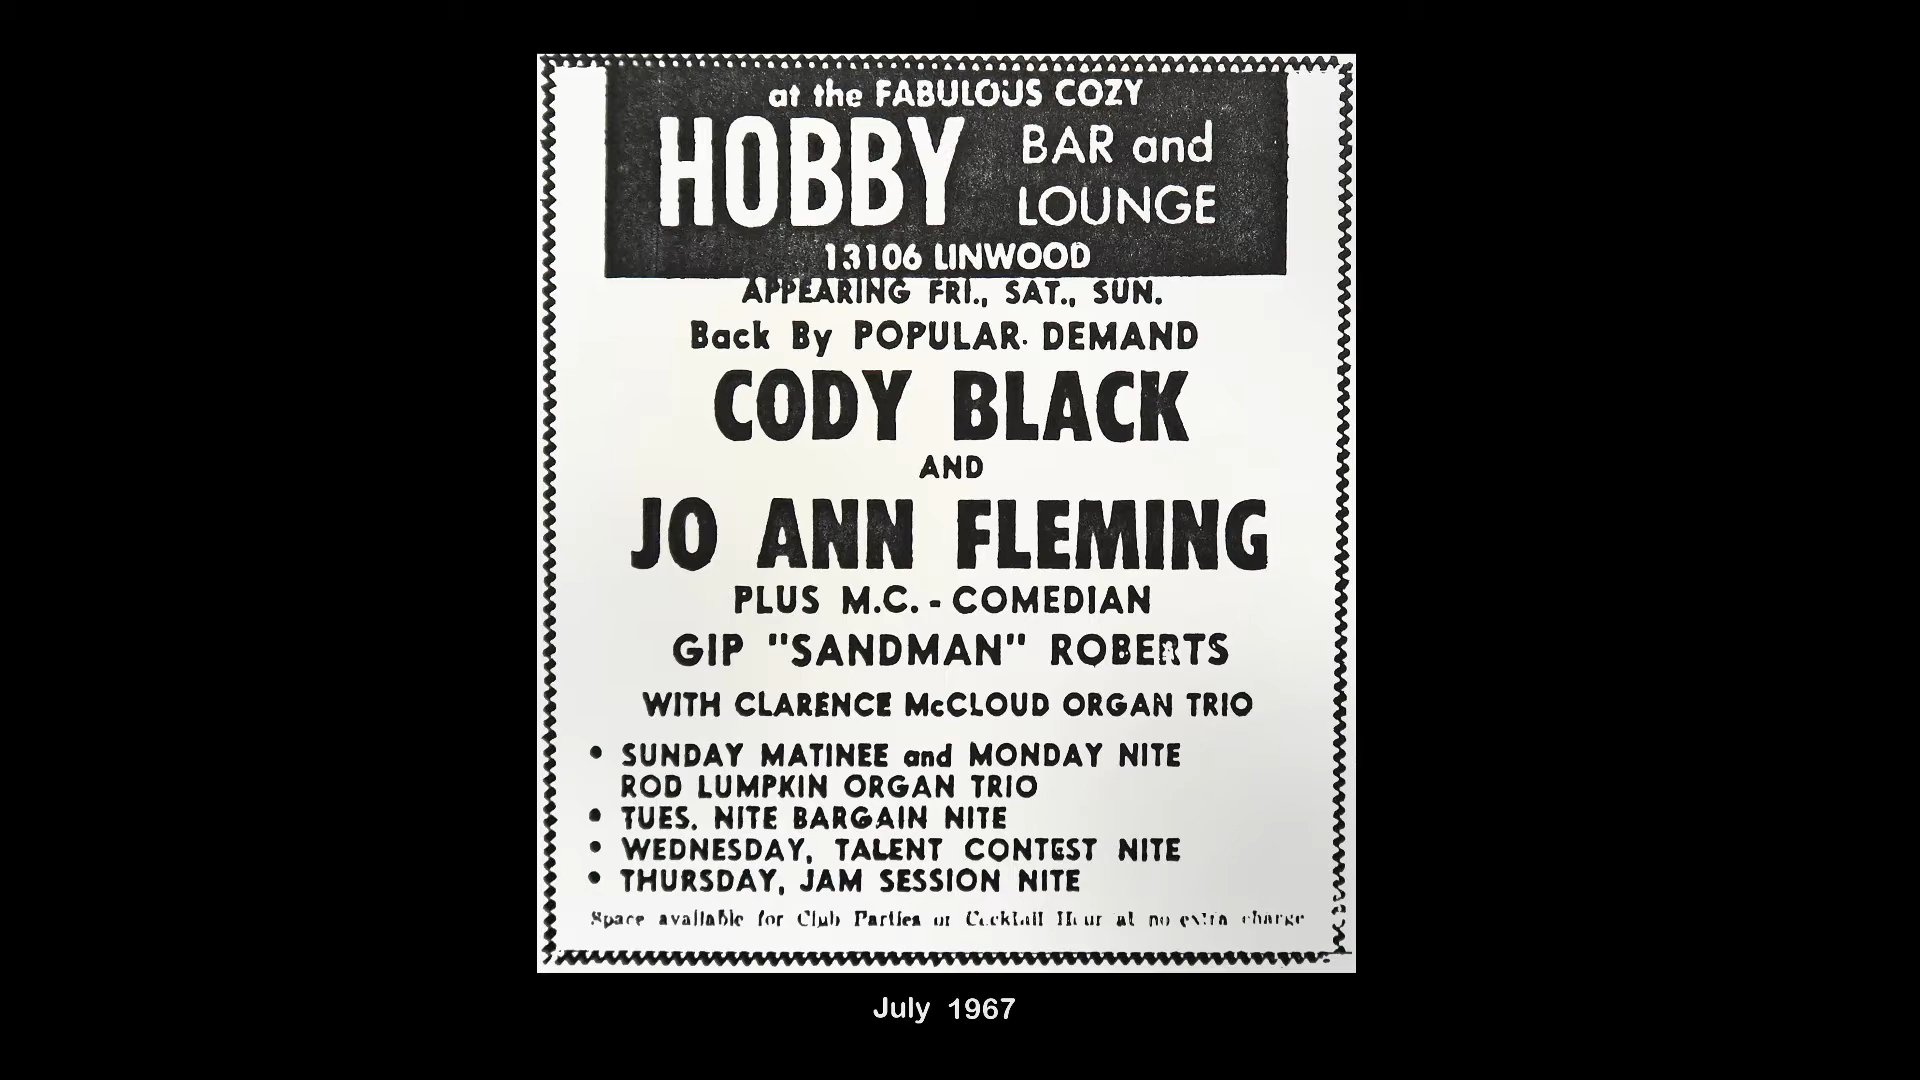 at the FABULOUS COZY
HOBBY BAR and LOUNGE
13106 LINWOOD
APPEARING FRI., SAT., SUN.
Back By POPULAR. DEMAND
CODY BLACK
AND
JO ANN FLEMING
PLUS M.C. - COMEDIAN
GIP "SANDMAN" ROBERTS
WITH CLARENCE McCLOUD ORGAN TRIO
• SUNDAY MATINEE and MONDAY NITE
ROD LUMPKIN ORGAN TRIO
• TUES. NITE BARGAIN NITE
• WEDNESDAY, TALENT CONTEST NITE
• THURSDAY, JAM SESSION NITE
Space available for Club Parties or Cocktail Hour at no extra charge
July 1967